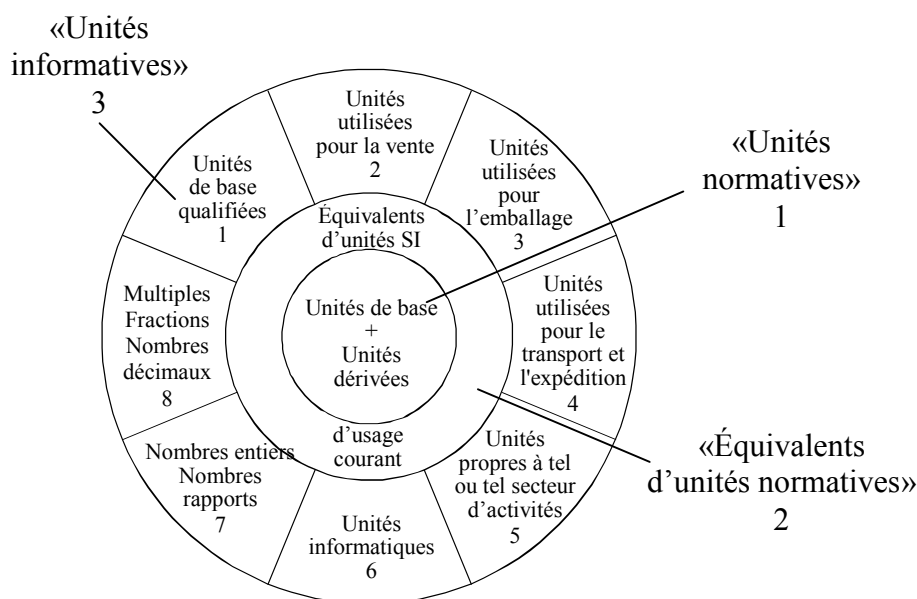 «Unités
informatives»
3
Unités
de base
qualifiées
1
Unités
utilisées
pour la vente
2
Unités
utilisées
pour
l'emballage
3
«Unités
normatives»
1
Équivalents
d'unités SI
Unités de base
+
Unités
dérivées
d'usage
courant
Unités
utilisées
pour le
transport et
l'expédition
4
Multiples
Fractions
Nombres
décimaux
8
Nombres entiers
Nombres
rapports
7
Unités
informatiques
6
Unités
propres à tel
ou tel secteur
d'activités
5
«Équivalents
d'unités normatives»
2